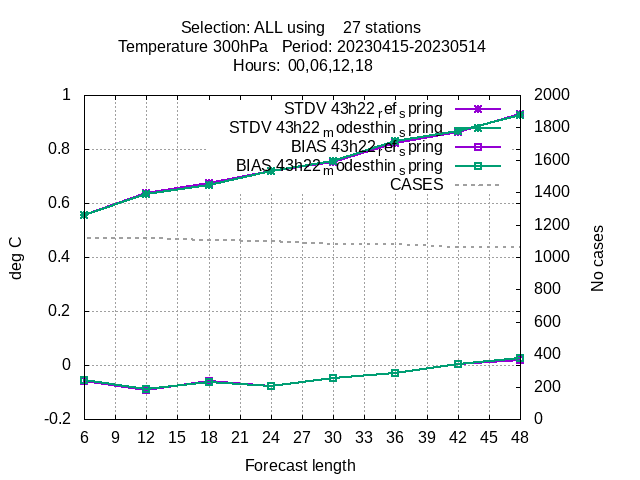 Selection: ALL using    27 stations
Temperature 300hPa   Period: 20230415-20230514
Hours:  00,06,12,18
STDV 43h22_ref_spring
STDV 43h22_modesthin_spring
BIAS 43h22_ref_spring
BIAS 43h22_modesthin_spring
CASES
1
0.8
0.6
0.4
0.2
0
-0.2
2000
1800
1600
1400
1200
1000
800
600
400
200
0
deg C
No cases
6 9 12 15 18 21 24 27 30 33 36 39 42 45 48
Forecast length